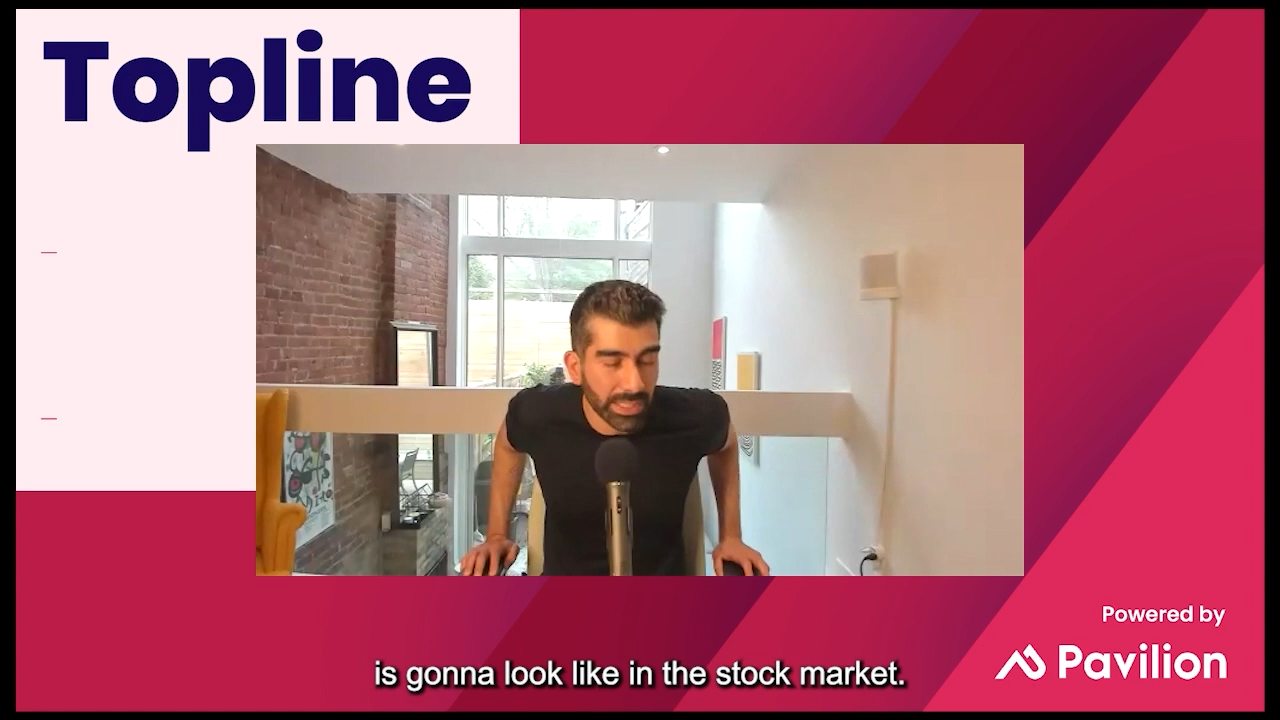 Topline
Powered by
Pavilion
is gonna look like in the stock market.